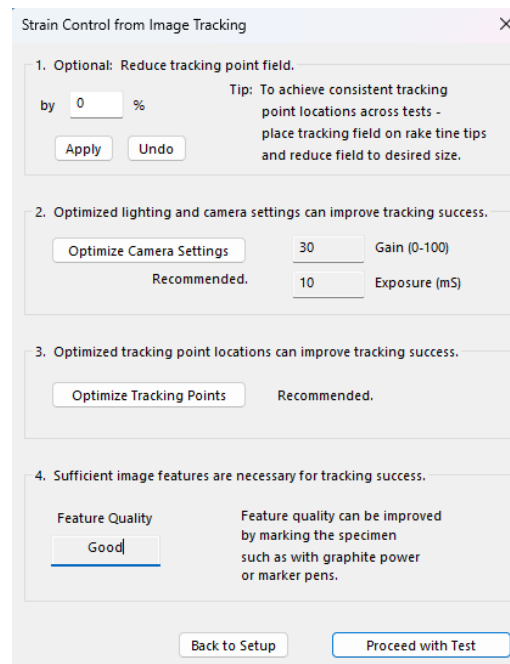 Strain Control from Image Tracking
1. Optional: Reduce tracking point field.
by 0 %
Apply Undo
Tip: To achieve consistent tracking
point locations across tests -
place tracking field on rake tine tips
and reduce field to desired size.
2. Optimized lighting and camera settings can improve tracking success.
Optimize Camera Settings 30 Gain (0-100)
Recommended. 10 Exposure (mS)
3. Optimized tracking point locations can improve tracking success.
Optimize Tracking Points Recommended.
4. Sufficient image features are necessary for tracking success.
Feature Quality
Good
Feature quality can be improved
by marking the specimen
such as with graphite power
or marker pens.
Back to Setup Proceed with Test